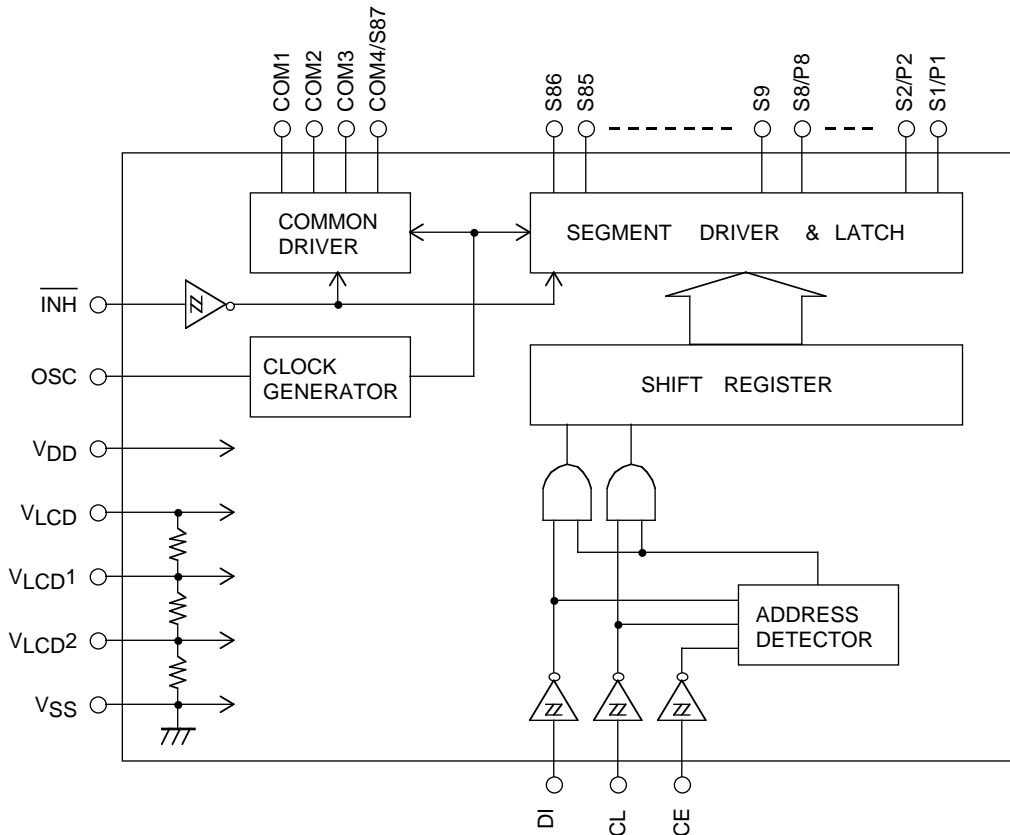 COM1
COM2
COM3
COM4/S87
S86
S85
S9
S8/P8
S2/P2
S1/P1
COMMON
DRIVER
SEGMENT DRIVER & LATCH
INH
OSC
CLOCK
GENERATOR
SHIFT REGISTER
VDD
VLCD
VLCD1
VLCD2
VSS
ADDRESS
DETECTOR
DI
CL
CE